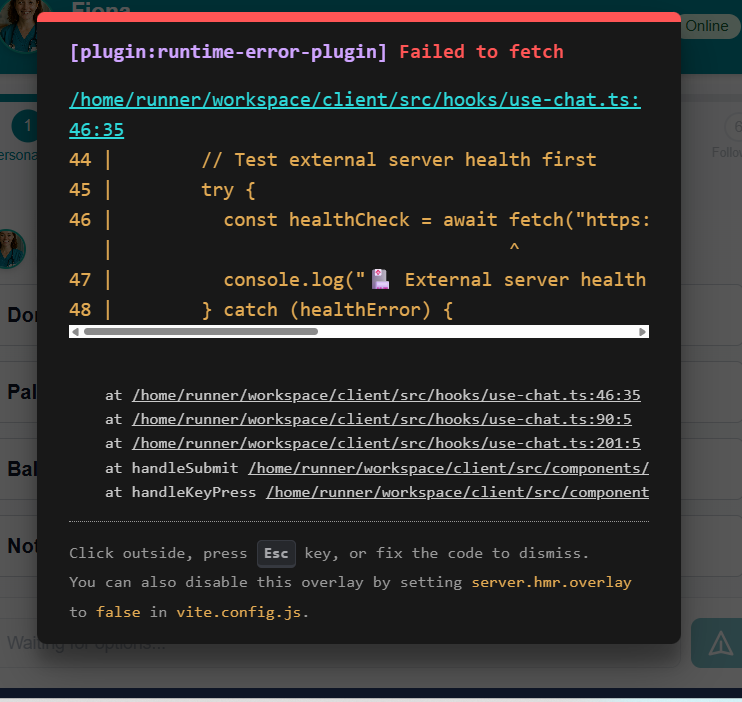 Fiona
Online
[plugin:runtime-error-plugin] Failed to fetch
/home/runner/workspace/client/src/hooks/use-chat.ts:
46:35
1
6
ersona
Follow
44 |        // Test external server health first
45 |        try {
46 |          const healthCheck = await fetch("https:
|                                    ^
47 |          console.log("🏥 External server health
48 |        } catch (healthError) {
Do
Pal
Bal
Not
at /home/runner/workspace/client/src/hooks/use-chat.ts:46:35
at /home/runner/workspace/client/src/hooks/use-chat.ts:90:5
at /home/runner/workspace/client/src/hooks/use-chat.ts:201:5
at handleSubmit /home/runner/workspace/client/src/components/
at handleKeyPress /home/runner/workspace/client/src/component
Click outside, press Esc key, or fix the code to dismiss.
You can also disable this overlay by setting server.hmr.overlay
to false in vite.config.js.
Waiting for options...